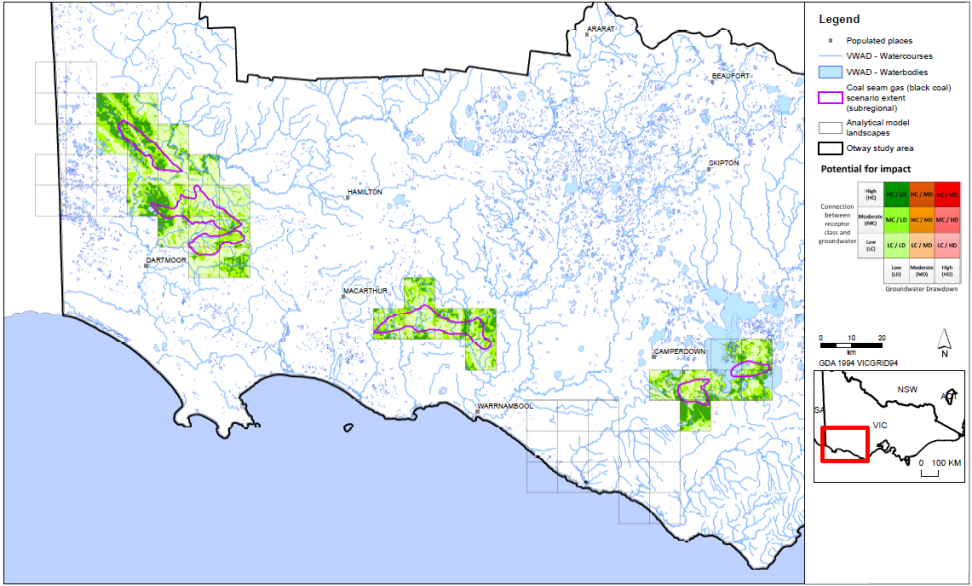 ARARAT
BEAUFORT
SKIPTON
HAMILTON
DARTMOOR
MACARTHUR
CAMPERDOWN
WARRNAMBOOL
Legend
Populated places
VWAD - Watercourses
VWAD - Waterbodies
Coal seam gas (black coal)
scenario extent
(subregional)
Analytical model
landscapes
Otway study area
Potential for impact
Connection
between
receptor
class and
groundwater
High
(HC)
HC / LD
HC / MD
HC / HD
Moderate
(MC)
MC / LD
MC / MD
MC / HD
Low
(LC)
LC / LD
LC / MD
LC / HD
Low
(LD)
Moderate
(MD)
High
(HD)
Groundwater Drawdown
0 10 20
km
N
GDA 1994 VICGRID94
NSW
ACT
SA
VIC
0 100 KM